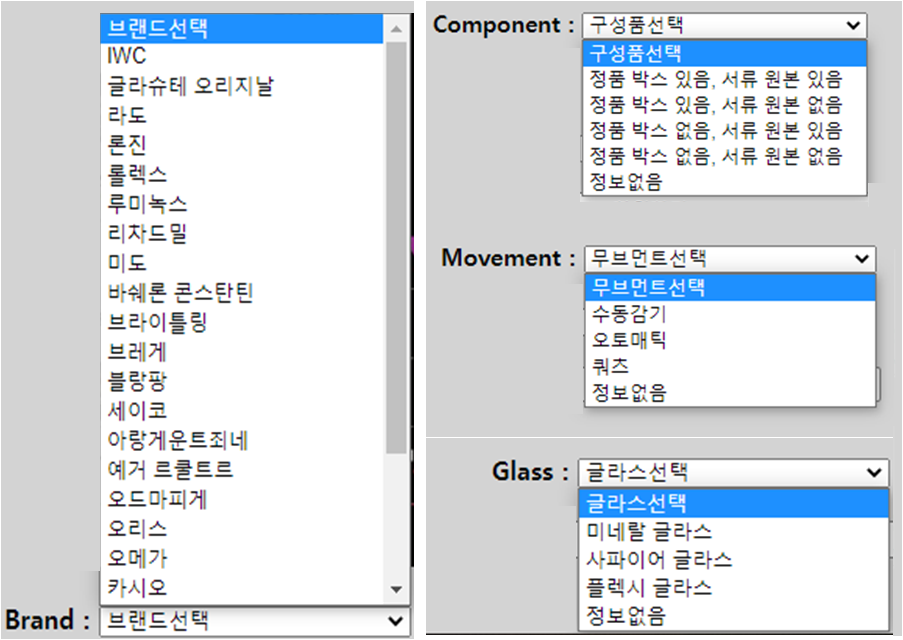 브랜드선택
IWC
글라슈테 오리지날
라도
론진
롤렉스
루미녹스
리차드밀
미도
바쉐론 콘스탄틴
브라이틀링
브레게
블랑팡
세이코
아랑게운트죄네
예거 르쿨트르
오드마피게
오리스
오메가
카시오
Brand : 브랜드선택
Component : 구성품선택
구성품선택
정품 박스 있음, 서류 원본 있음
정품 박스 있음, 서류 원본 없음
정품 박스 없음, 서류 원본 있음
정품 박스 없음, 서류 원본 없음
정보없음
Movement : 무브먼트선택
무브먼트선택
수동감기
오토매틱
쿼츠
정보없음
Glass : 글라스선택
글라스선택
미네랄 글라스
사파이어 글라스
플렉시 글라스
정보없음